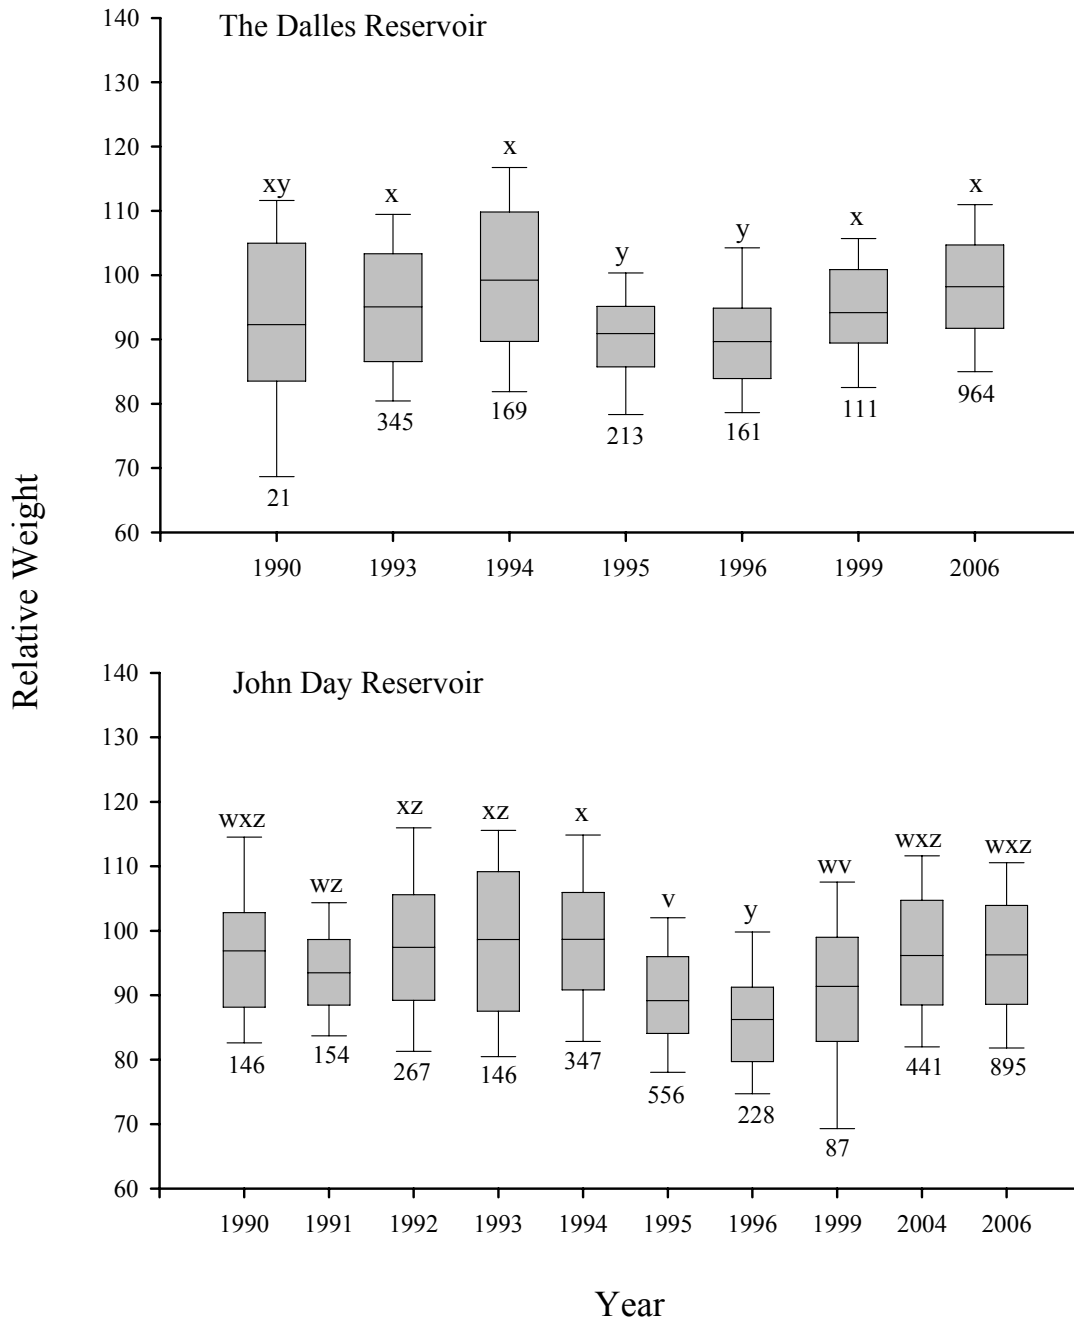 The Dalles Reservoir
140
130
120
110
100
90
80
70
60
xy
x
x
y
y
x
x
21
345
169
213
161
111
964
1990 1993 1994 1995 1996 1999 2006
Relative Weight
John Day Reservoir
140
130
120
110
100
90
80
70
60
wxz
wz
xz
xz
x
v
y
wv
wxz
wxz
146
154
267
146
347
556
228
87
441
895
1990 1991 1992 1993 1994 1995 1996 1999 2004 2006
Year